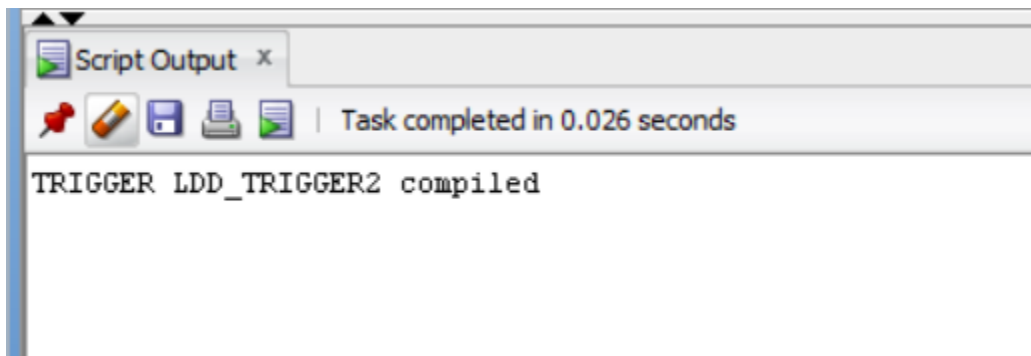 Script Output x
Task completed in 0.026 seconds
TRIGGER LDD_TRIGGER2 compiled